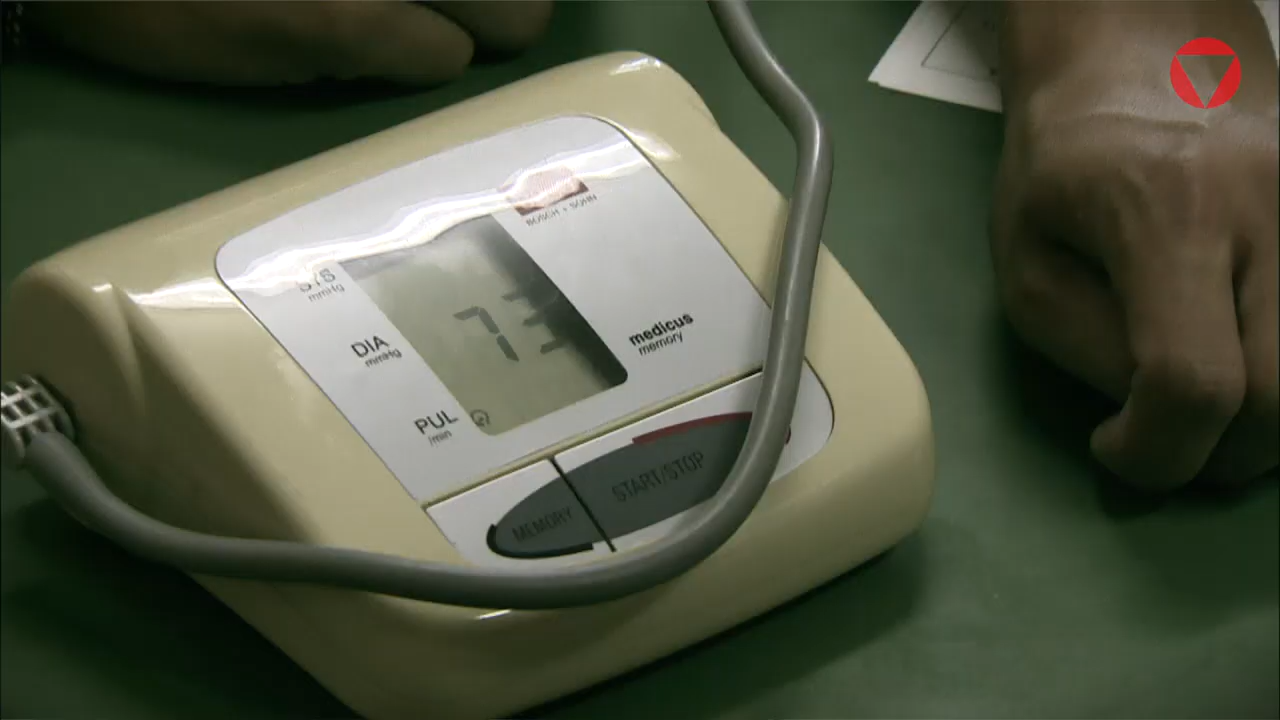 BOSCH + SOHN
SYS
mmHg
73
DIA
mmHg
medicus
memory
PUL
/min
START/STOP
MEMORY